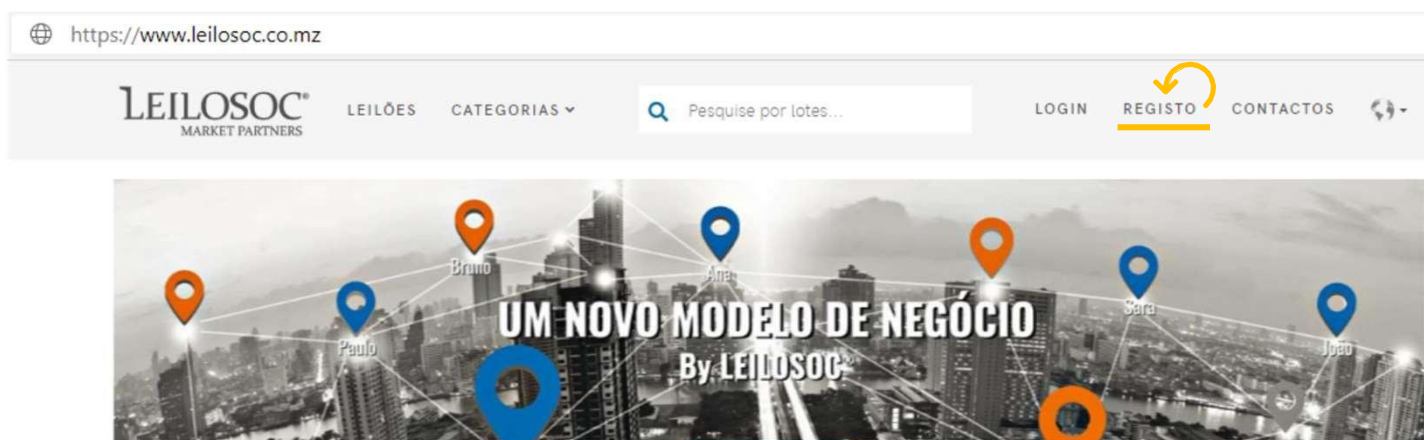 https://www.leilosoc.co.mz
LEILOSOC® LEILÕES CATEGORIAS Pesquise por lotes... LOGIN REGISTO CONTACTOS
MARKET PARTNERS
Bruno Ana Sara
UM NOVO MODELO DE NEGÓCIO
Paulo João
By LEILOSOC®